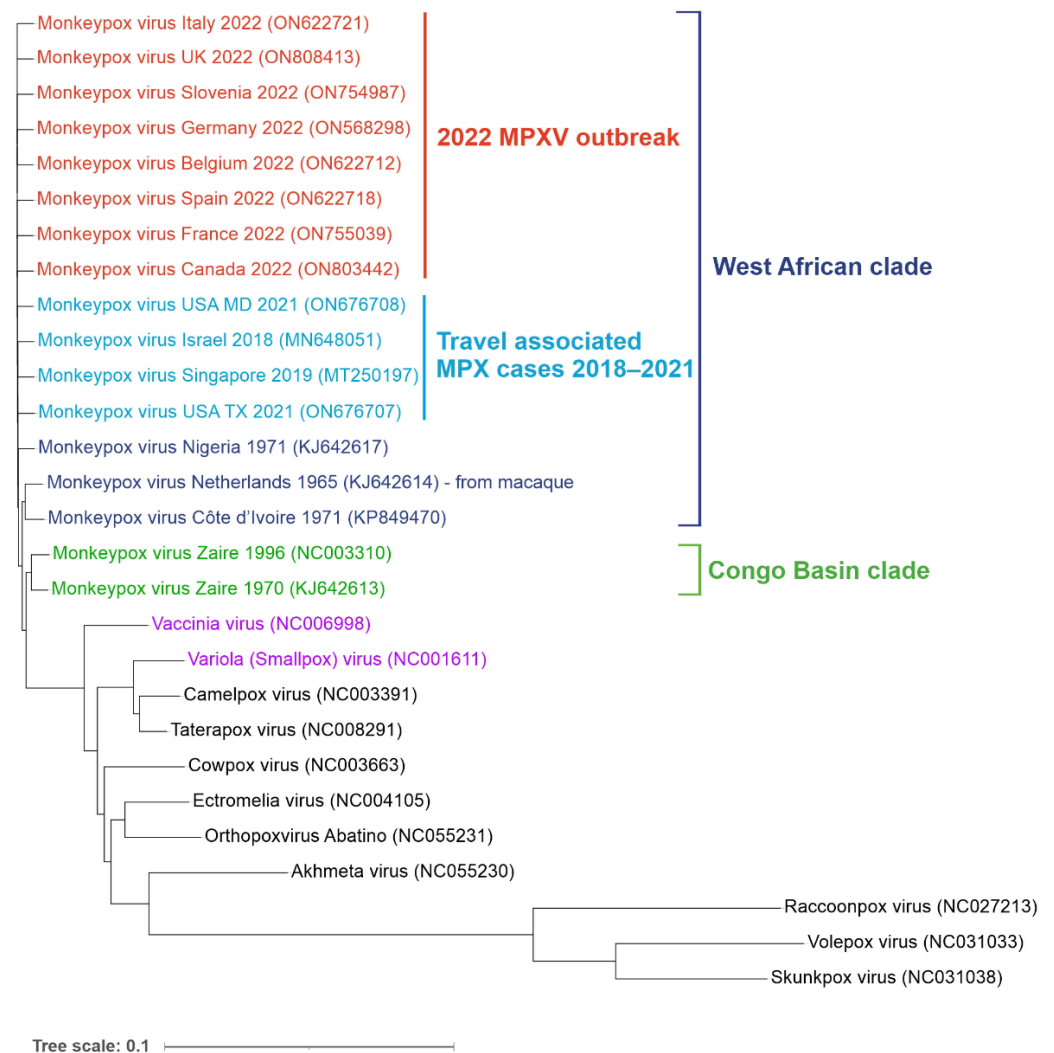 Monkeypox virus Italy 2022 (ON622721)
Monkeypox virus UK 2022 (ON808413)
Monkeypox virus Slovenia 2022 (ON754987)
Monkeypox virus Germany 2022 (ON568298)
Monkeypox virus Belgium 2022 (ON622712)
Monkeypox virus Spain 2022 (ON622718)
Monkeypox virus France 2022 (ON755039)
Monkeypox virus Canada 2022 (ON803442)
2022 MPXV outbreak
Monkeypox virus USA MD 2021 (ON676708)
Monkeypox virus Israel 2018 (MN648051)
Monkeypox virus Singapore 2019 (MT250197)
Monkeypox virus USA TX 2021 (ON676707)
Travel associated
MPX cases 2018–2021
Monkeypox virus Nigeria 1971 (KJ642617)
Monkeypox virus Netherlands 1965 (KJ642614) - from macaque
Monkeypox virus Côte d'Ivoire 1971 (KP849470)
West African clade
Monkeypox virus Zaire 1996 (NC003310)
Monkeypox virus Zaire 1970 (KJ642613)
Congo Basin clade
Vaccinia virus (NC006998)
Variola (Smallpox) virus (NC001611)
Camelpox virus (NC003391)
Taterapox virus (NC008291)
Cowpox virus (NC003663)
Ectromelia virus (NC004105)
Orthopoxvirus Abatino (NC055231)
Akhmeta virus (NC055230)
Raccoonpox virus (NC027213)
Volepox virus (NC031033)
Skunkpox virus (NC031038)
Tree scale: 0.1